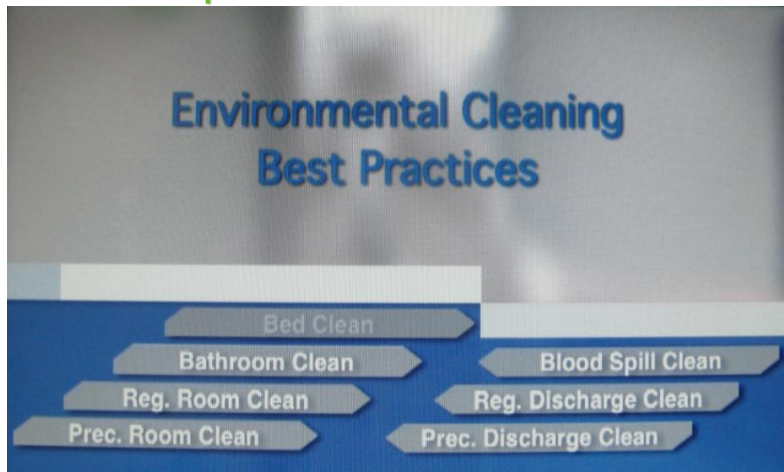 Environmental Cleaning
Best Practices
Bed Clean
Bathroom Clean
Reg. Room Clean
Prec. Room Clean
Blood Spill Clean
Reg. Discharge Clean
Prec. Discharge Clean